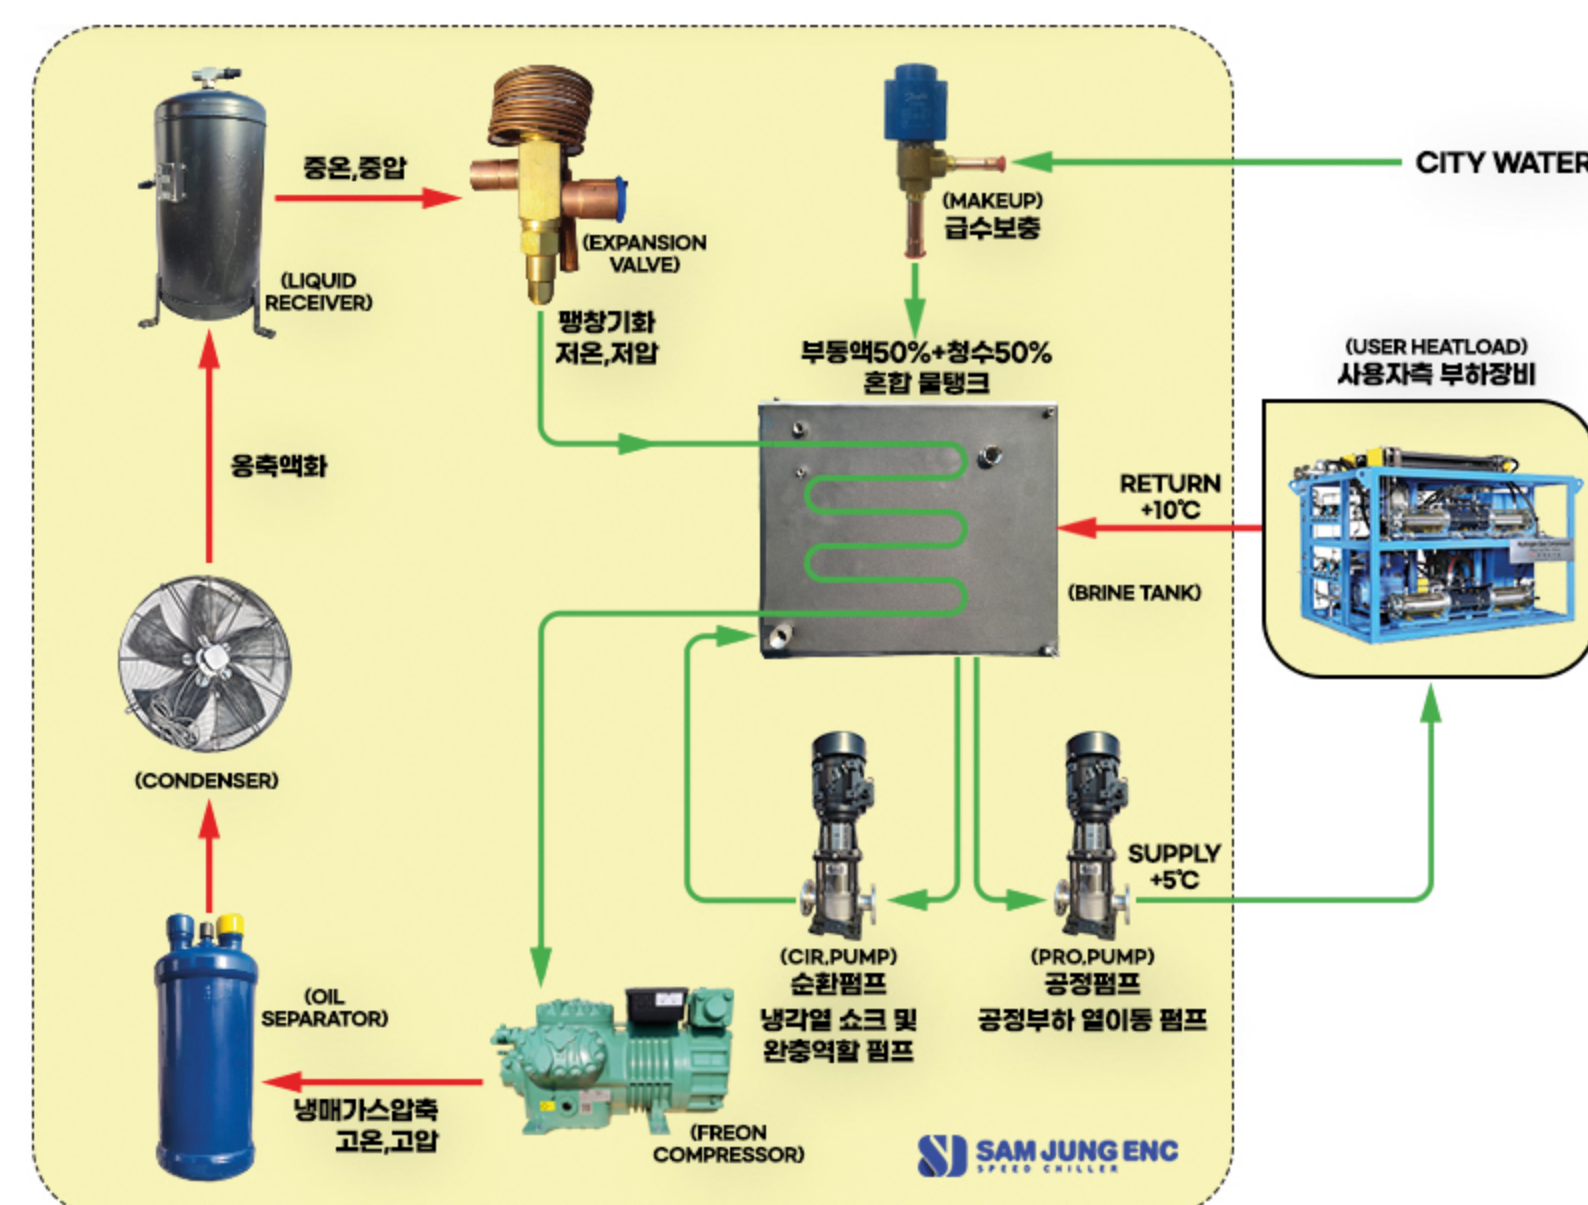 중온,중압
(LIQUID
RECEIVER)
(EXPANSION
VALVE)
팽창기화
저온,저압
(MAKEUP)
급수보충
CITY WATER
부동액50%+청수50%
혼합 물탱크
(USER HEATLOAD)
사용자측 부하장비
RETURN
+10℃
(BRINE TANK)
응축액화
(CONDENSER)
(OIL
SEPARATOR)
냉매가스압축
고온,고압
(FREON
COMPRESSOR)
(CIR,PUMP)
순환펌프
냉각열 쇼크 및
완충역할 펌프
(PRO,PUMP)
공정펌프
공정부하 열이동 펌프
SUPPLY
+5℃
SAM JUNG ENC
SPEED CHILLER